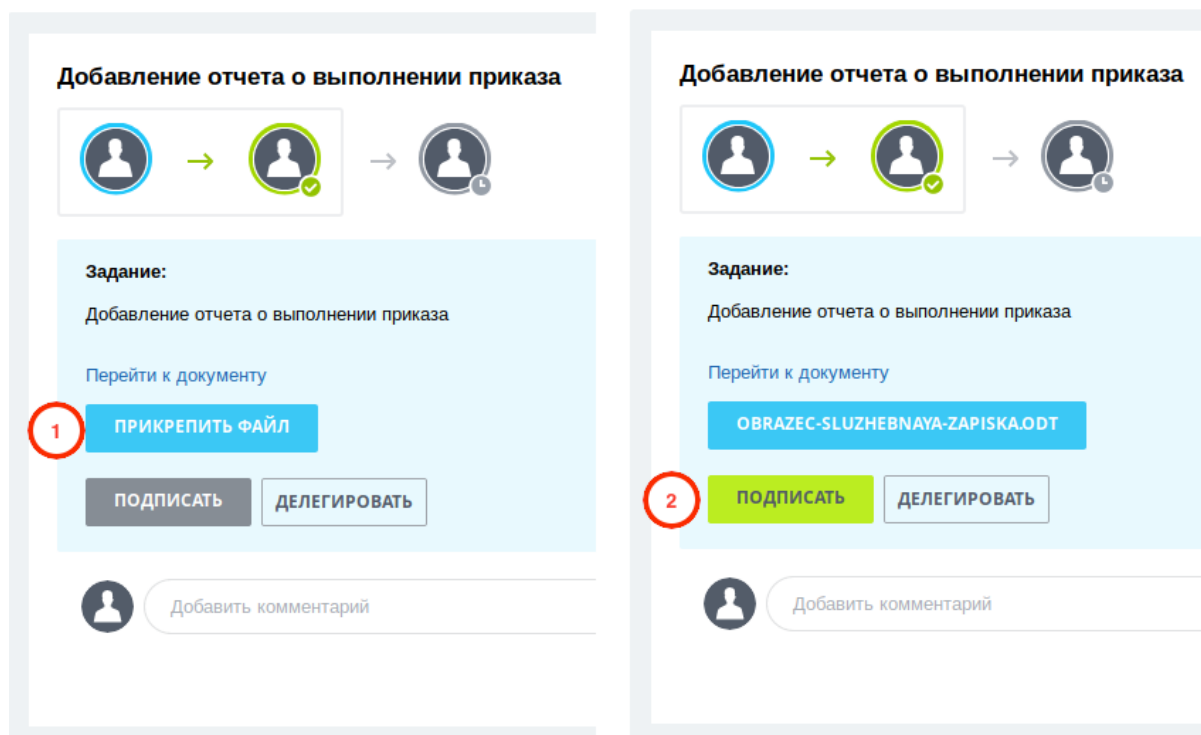 Добавление отчета о выполнении приказа
Задание:
Добавление отчета о выполнении приказа
Перейти к документу
1
ПРИКРЕПИТЬ ФАЙЛ
ПОДПИСАТЬ
ДЕЛЕГИРОВАТЬ
Добавить комментарий
Добавление отчета о выполнении приказа
Задание:
Добавление отчета о выполнении приказа
Перейти к документу
OBRAZEC-SLUZHEBNAYA-ZAPISKA.ODT
2
ПОДПИСАТЬ
ДЕЛЕГИРОВАТЬ
Добавить комментарий